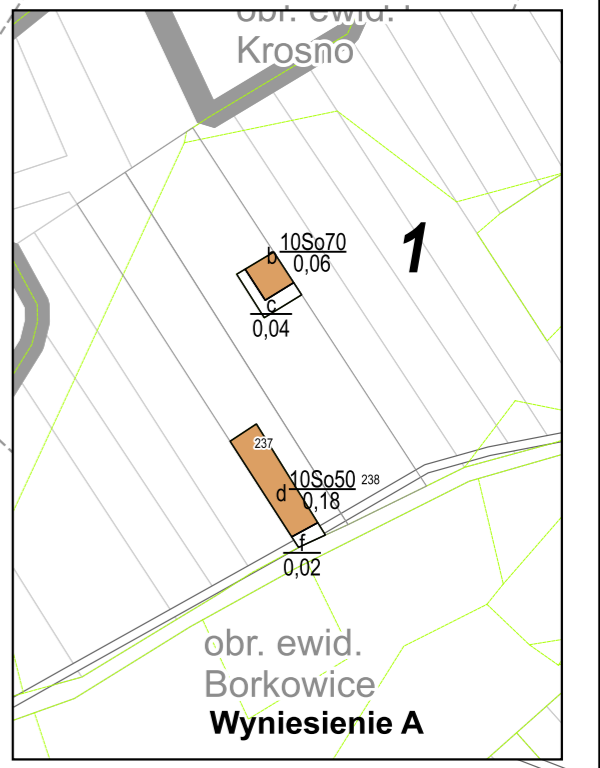 obr. ewid.
Krosno
1
b 10So70
0,06
c
0,04
237
d 10So50 238
0,18
f
0,02
obr. ewid.
Borkowice
Wyniesienie A